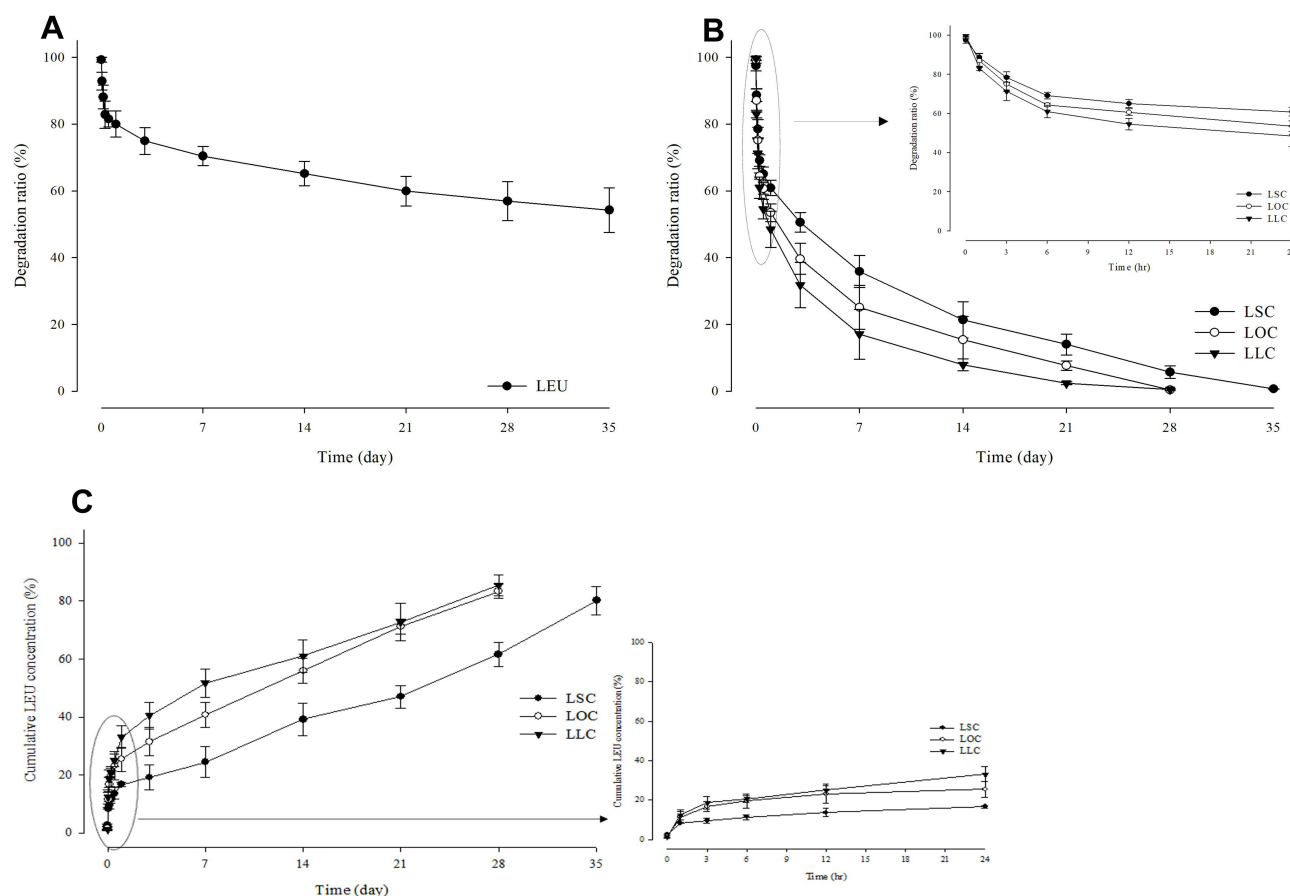 A
Degradation ratio (%)
100
80
60
40
20
0
LEU
0 7 14 21 28 35
Time (day)
B
Degradation ratio (%)
100
80
60
40
20
0
LSC
LOC
LLC
0 7 14 21 28 35
Time (day)
Degradation ratio (%)
100
80
60
40
20
0
LSC
LOC
LLC
0 3 6 9 12 15 18 21
Time (hr)
C
Cumulative LEU concentration (%)
100
80
60
40
20
0
LSC
LOC
LLC
0 7 14 21 28 35
Time (day)
Cumulative LEU concentration (%)
100
80
60
40
20
0
LSC
LOC
LLC
0 3 6 9 12 15 18 21 24
Time (hr)